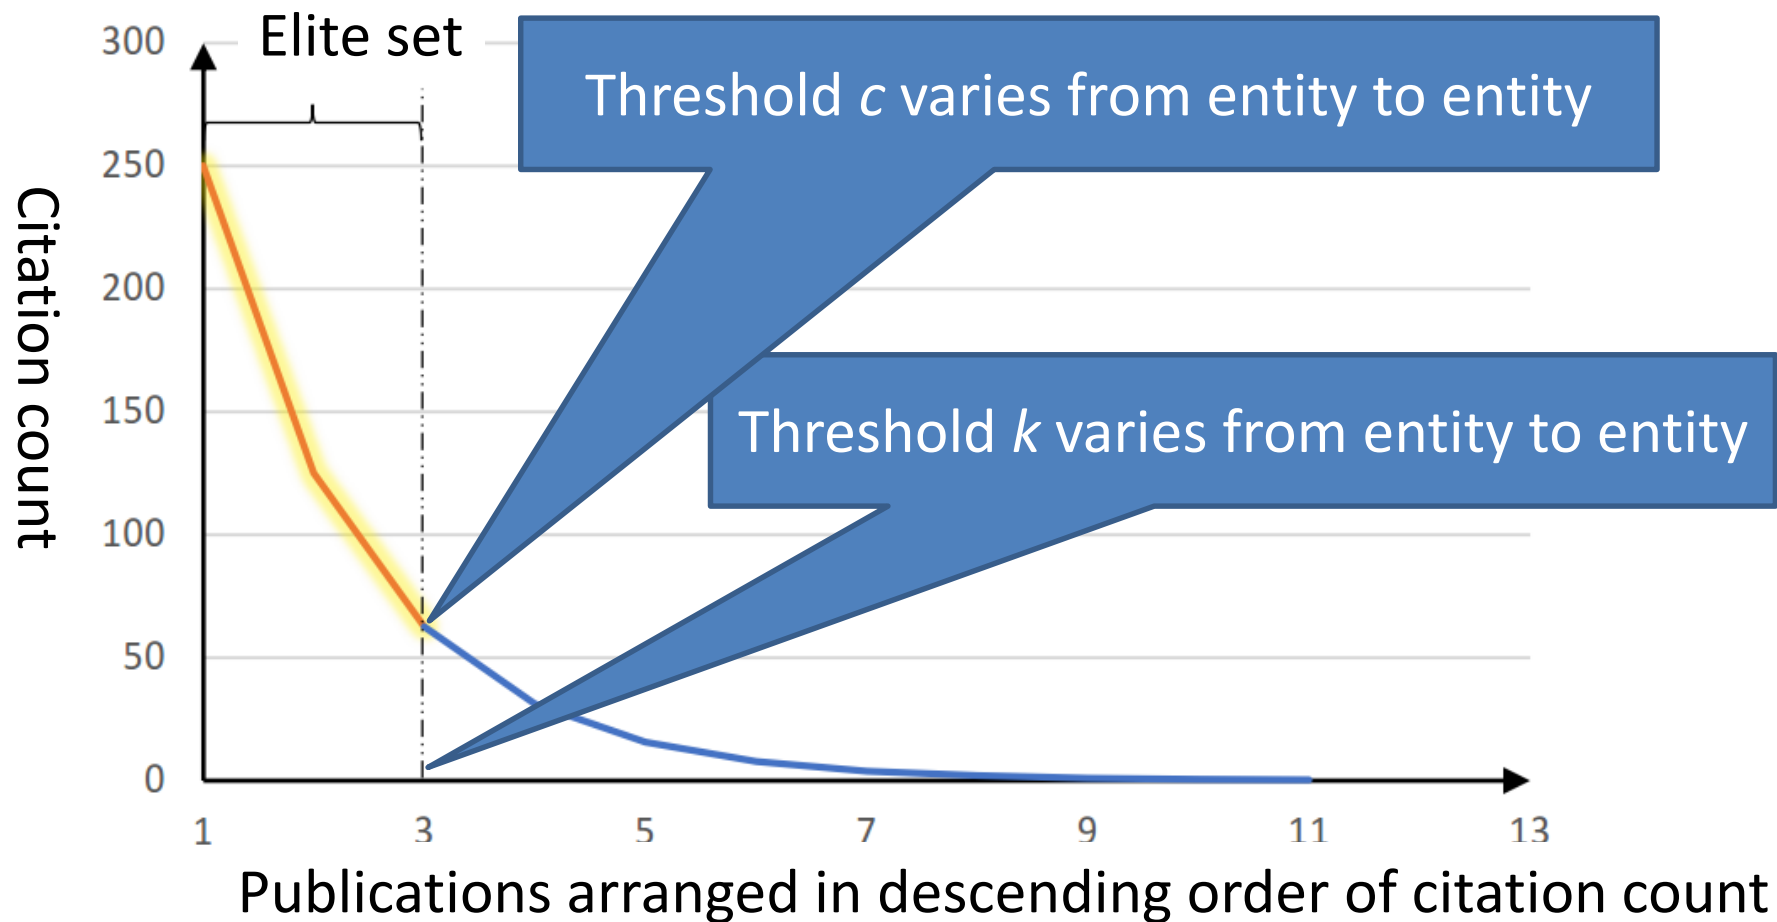 Elite set
Threshold c varies from entity to entity
Threshold k varies from entity to entity
Citation count
300
250
200
150
100
50
0
1 3 5 7 9 11 13
Publications arranged in descending order of citation count